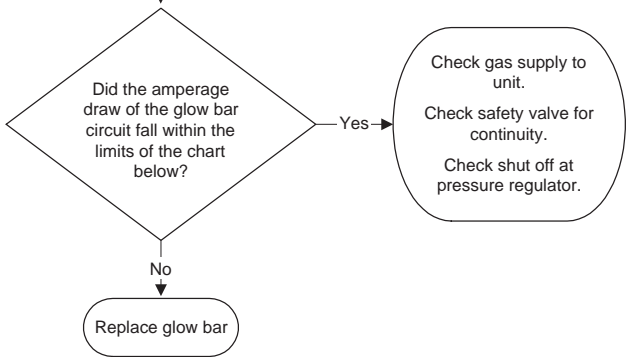 Did the amperage
draw of the glow bar
circuit fall within the
limits of the chart
below?
Yes
Check gas supply to
unit.
Check safety valve for
continuity.
Check shut off at
pressure regulator.
No
Replace glow bar